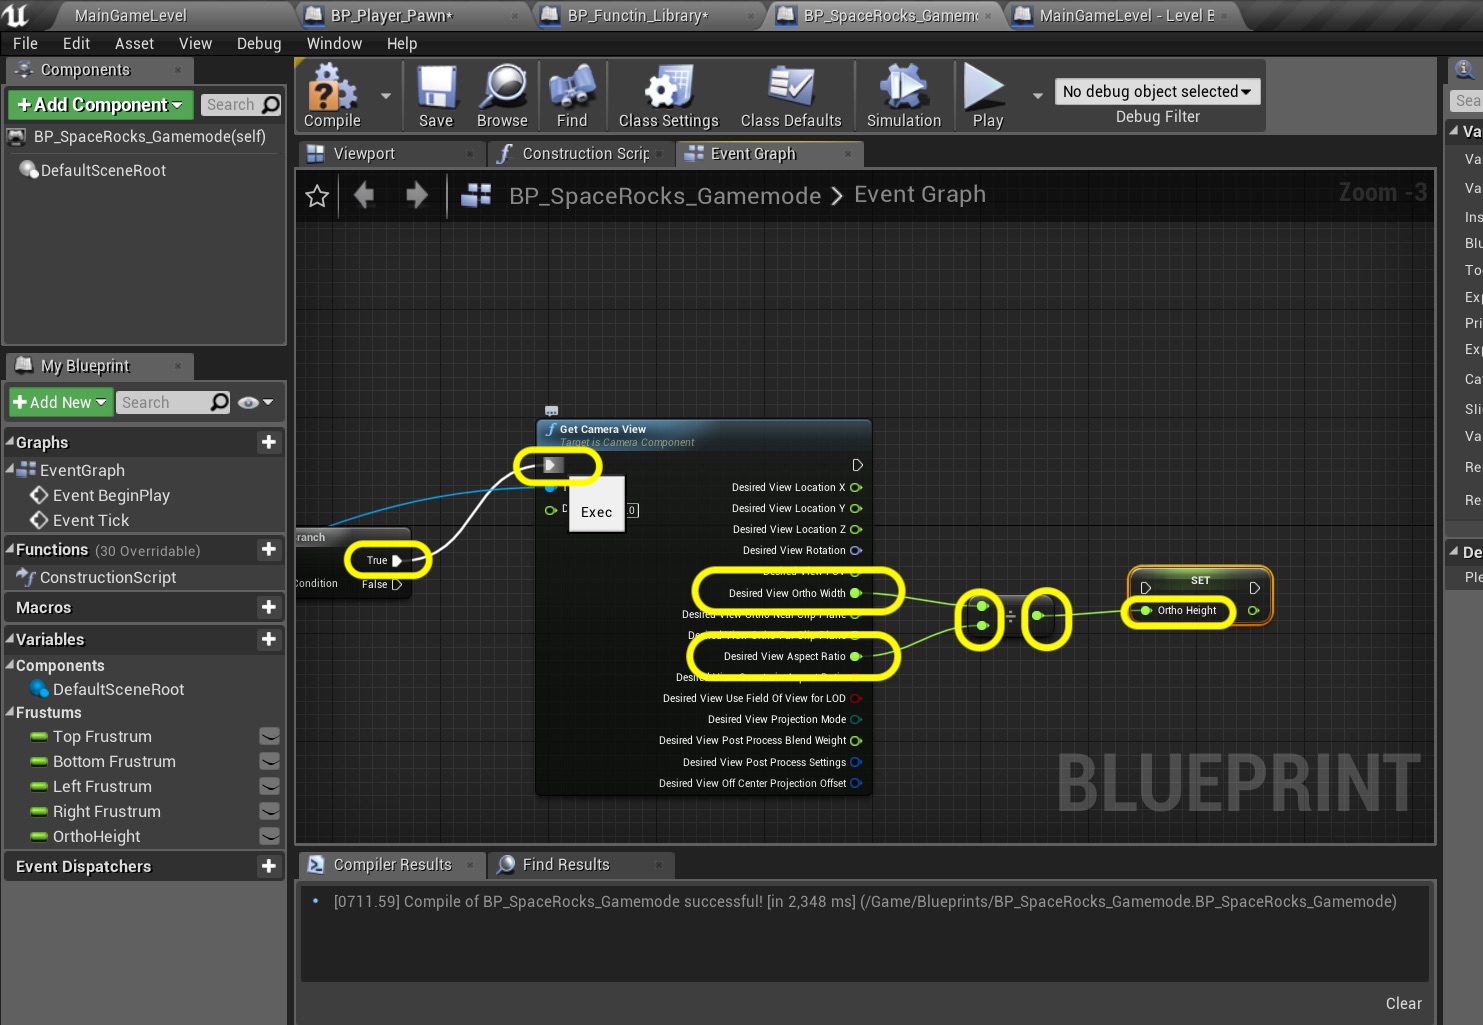 MainGameLevel
BP_Player_Pawn*
BP_Functin_Library*
BP_SpaceRocks_Gamem
MainGameLevel - Level B
File Edit Asset View Debug Window Help
Components
+Add Component
Search
BP_SpaceRocks_Gamemode(self)
DefaultSceneRoot
Compile
Save
Browse
Find
Class Settings
Class Defaults
Simulation
Play
No debug object selected
Debug Filter
Viewport
Construction Scrip
Event Graph
BP_SpaceRocks_Gamemode > Event Graph
Zoom -3
My Blueprint
+Add New
Search
Graphs
EventGraph
Event BeginPlay
Event Tick
Functions (30 Overridable)
ConstructionScript
Macros
Variables
Components
DefaultSceneRoot
Frustums
Top Frustrum
Bottom Frustrum
Left Frustrum
Right Frustrum
OrthoHeight
Event Dispatchers
ranch
True
ondition
False
Get Camera View
Target is Camera Component
Exec
Desired View Location X
Desired View Location Y
Desired View Location Z
Desired View Rotation
Desired View Ortho Width
Desired View Aspect Ratio
Desired View Use Field Of View for LOD
Desired View Projection Mode
Desired View Post Process Blend Weight
Desired View Post Process Settings
Desired View Off Center Projection Offset
÷
SET
Ortho Height
BLUEPRINT
Compiler Results
Find Results
[0711.59] Compile of BP_SpaceRocks_Gamemode successful! [in 2,348 ms] (/Game/Blueprints/BP_SpaceRocks_Gamemode.BP_SpaceRocks_Gamemode)
Clear
Sea
Va
Va
Va
Ins
Blu
To
Exp
Pri
Exp
Ca
Sli
Va
Re
Re
De
Ple